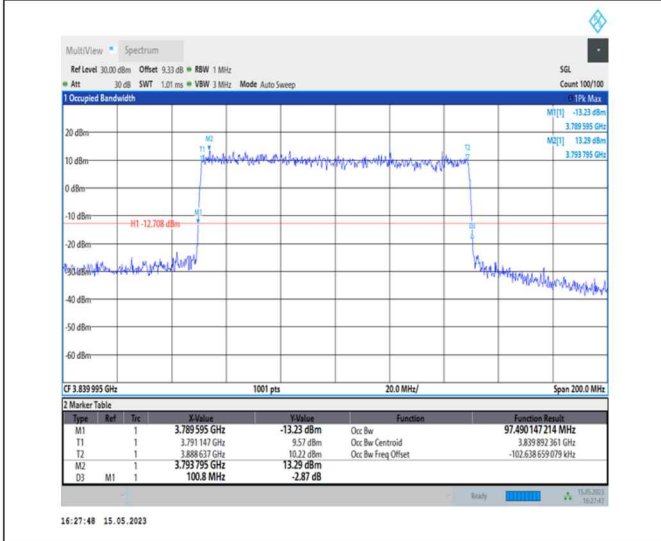 MultiView Spectrum
Ref Level 30.00 dBm Offset 9.33 dB RBW 1 MHz SGL
Att 30 dB SWT 1.01 ms VBW 3 MHz Mode Auto Sweep Count 100/100
1 Occupied Bandwidth 1Pk Max
M1[1] -13.23 dBm
3.789 595 GHz
M2[1] 13.29 dBm
3.793 795 GHz
20 dBm
M2
T1
10 dBm
0 dBm
-10 dBm
M1
H1 -12.708 dBm
-20 dBm
-30 dBm
-40 dBm
-50 dBm
-60 dBm
CF 3.839 995 GHz 1001 pts 20.0 MHz/ Span 200.0 MHz
2 Marker Table
Type Ref Trc X-Value Y-Value Function Function Result
M1 1 3.789 595 GHz -13.23 dBm Occ Bw 97.490 147 214 MHz
T1 1 3.791 147 GHz 9.57 dBm Occ Bw Centroid 3.839 892 361 GHz
T2 1 3.888 637 GHz 10.22 dBm Occ Bw Freq Offset -102.638 659 079 kHz
M2 1 3.793 795 GHz 13.29 dBm
D3 M1 1 100.8 MHz -2.87 dB
Ready 15.05.2023
16:27:47
16:27:48 15.05.2023